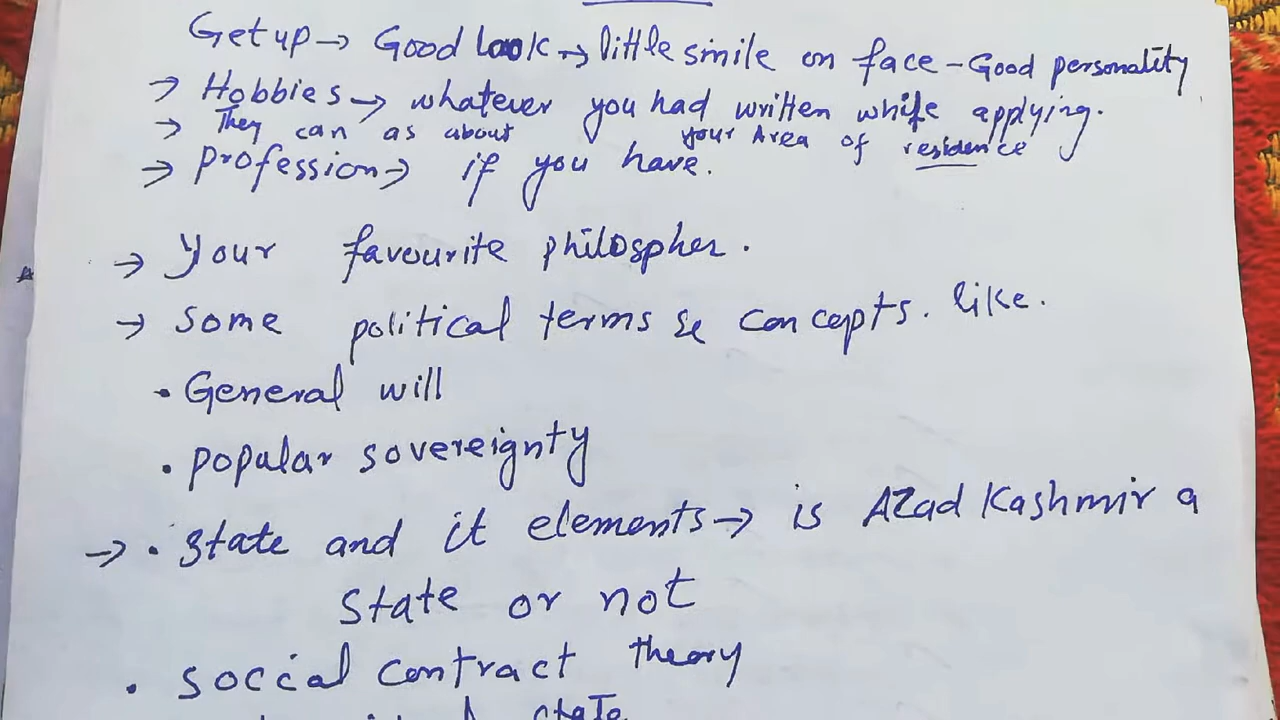 Getup → Good look → little smile on face - Good personality
→ Hobbies → whatever you had written while applying.
→ They can as about your Area of residence
→ profession → if you have.
→ your favourite philospher.
→ some political terms & concepts. like.
• General will
• popular sovereignty
→ • state and it elements → is Azad Kashmir a
state or not
• social contract theory
state